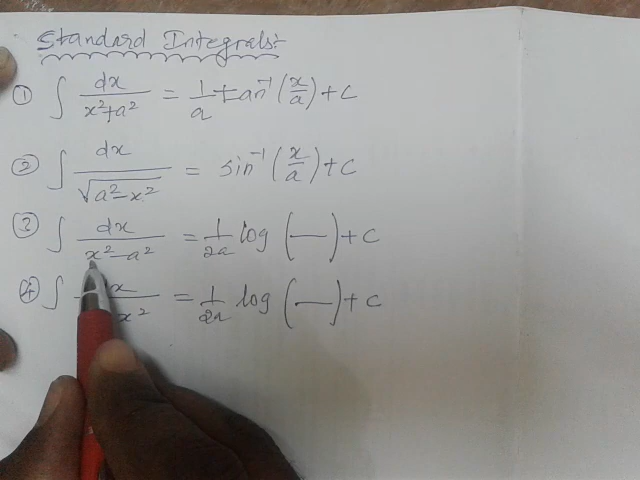 Standard Integrals:-
① ∫ dx / (x²+a²) = 1/a tan⁻¹ (x/a) + c
② ∫ dx / √(a²-x²) = sin⁻¹ (x/a) + c
③ ∫ dx / (x²-a²) = 1/2a log (—) + c
④ ∫ x / x² = 1/2a log (—) + c